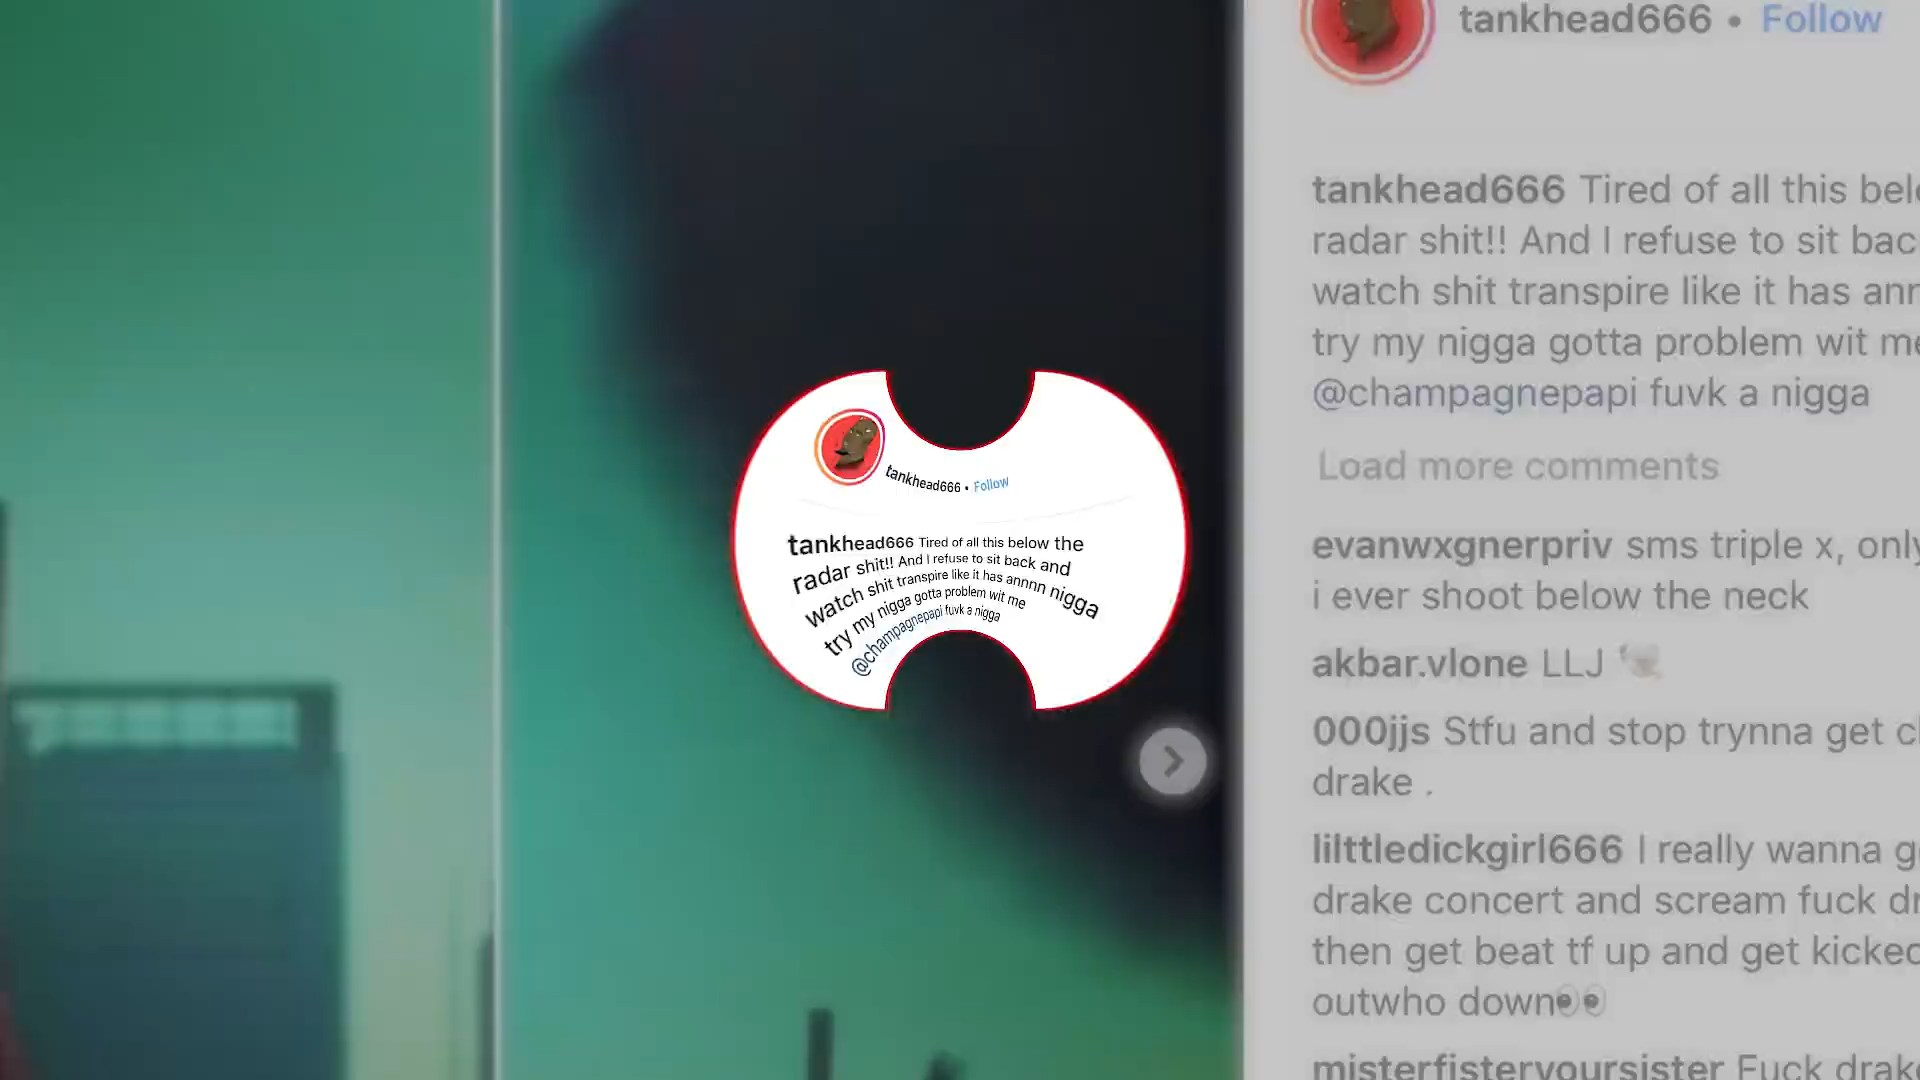 tankhead666 • Follow
tankhead666 Tired of all this
radar shit!! And I refuse to sit
watch shit transpire like it has
try my nigga gotta problem wit
@champagnepapi fuvk a nigga
Load more comments
evanwxgnerpriv sms triple x, only
i ever shoot below the neck
akbar.vlone LLJ
000jjs Stfu and stop trynna get
drake .
lilttledickgirl666 I really wanna
drake concert and scream fuck
then get beat tf up and get
outwho down👀
misterfisteryoursister Fuck
tankhead666 • Follow
tankhead666 Tired of all this below the
radar shit!! And I refuse to sit back and
watch shit transpire like it has annnn nigga
try my nigga gotta problem wit me
@champagnepapi fuvk a nigga